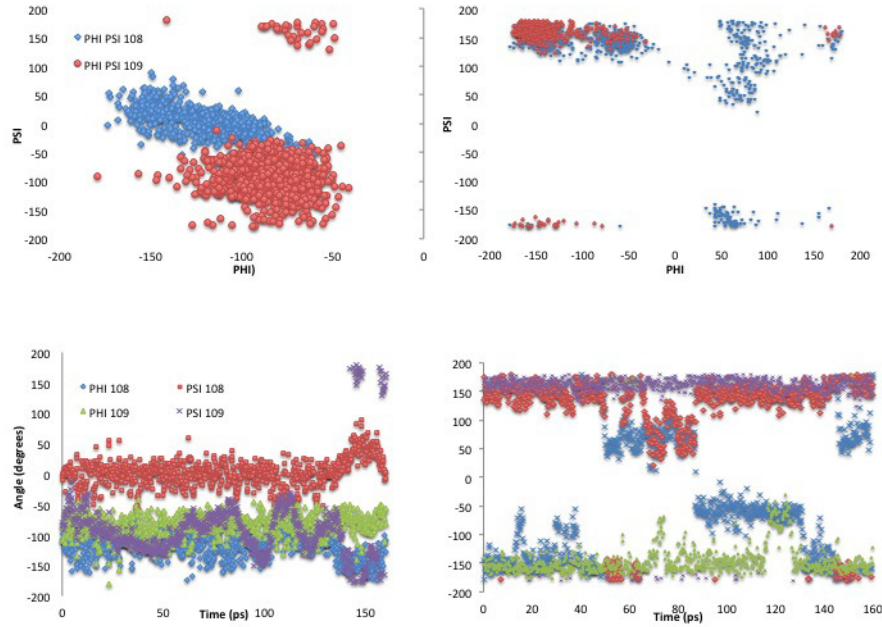 200
150
100
50
0
-50
-100
-150
-200
PSI
PHI PSI 108
PHI PSI 109
-200 -150 -100 -50 0
PHI)
200
150
100
50
0
-50
-100
-150
-200
PSI
-200 -150 -100 -50 0 50 100 150 200
PHI
200
150
100
50
0
-50
-100
-150
-200
Angle (degrees)
PHI 108 PSI 108
PHI 109 PSI 109
0 50 100 150
Time (ps)
200
150
100
50
0
-50
-100
-150
-200
0 20 40 60 80 100 120 140 160
Time (ps)